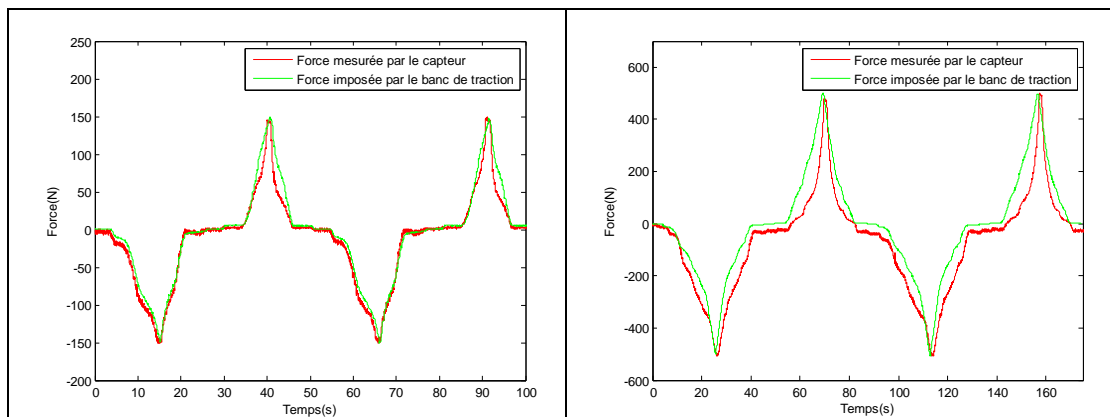 250
200
150
100
50
0
-50
-100
-150
-200
Force(N)
0 10 20 30 40 50 60 70 80 90 100
Temps(s)
Force mesurée par le capteur
Force imposée par le banc de traction
600
400
200
0
-200
-400
-600
Force(N)
0 20 40 60 80 100 120 140 160
Temps(s)
Force mesurée par le capteur
Force imposée par le banc de traction